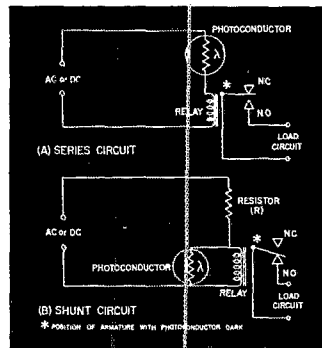 PHOTOCONDUCTOR
λ
AC or DC
*
NC
RELAY
NO
LOAD
CIRCUIT
(A) SERIES CIRCUIT
RESISTOR
(R)
AC or DC
*
NC
PHOTOCONDUCTOR
λ
NO
RELAY
LOAD
CIRCUIT
(B) SHUNT CIRCUIT
* POSITION OF ARMATURE WITH PHOTOCONDUCTOR DARK